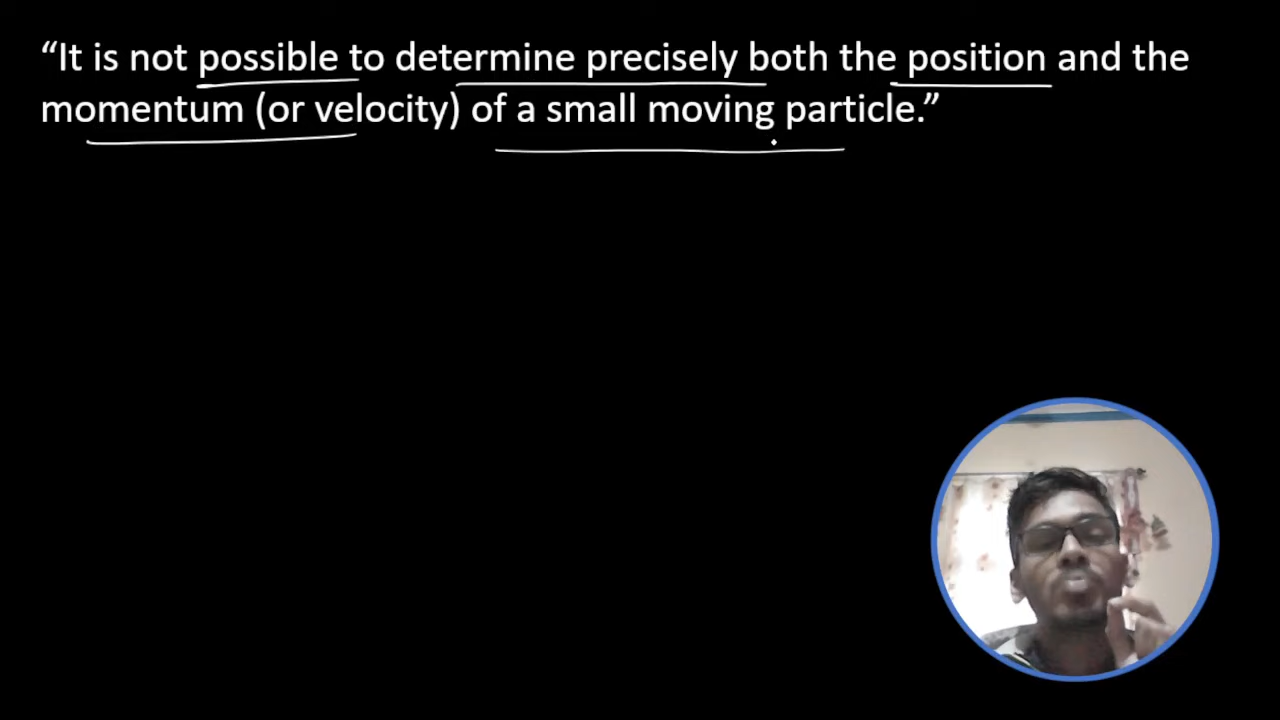 “It is not possible to determine precisely both the position and the
momentum (or velocity) of a small moving particle.”